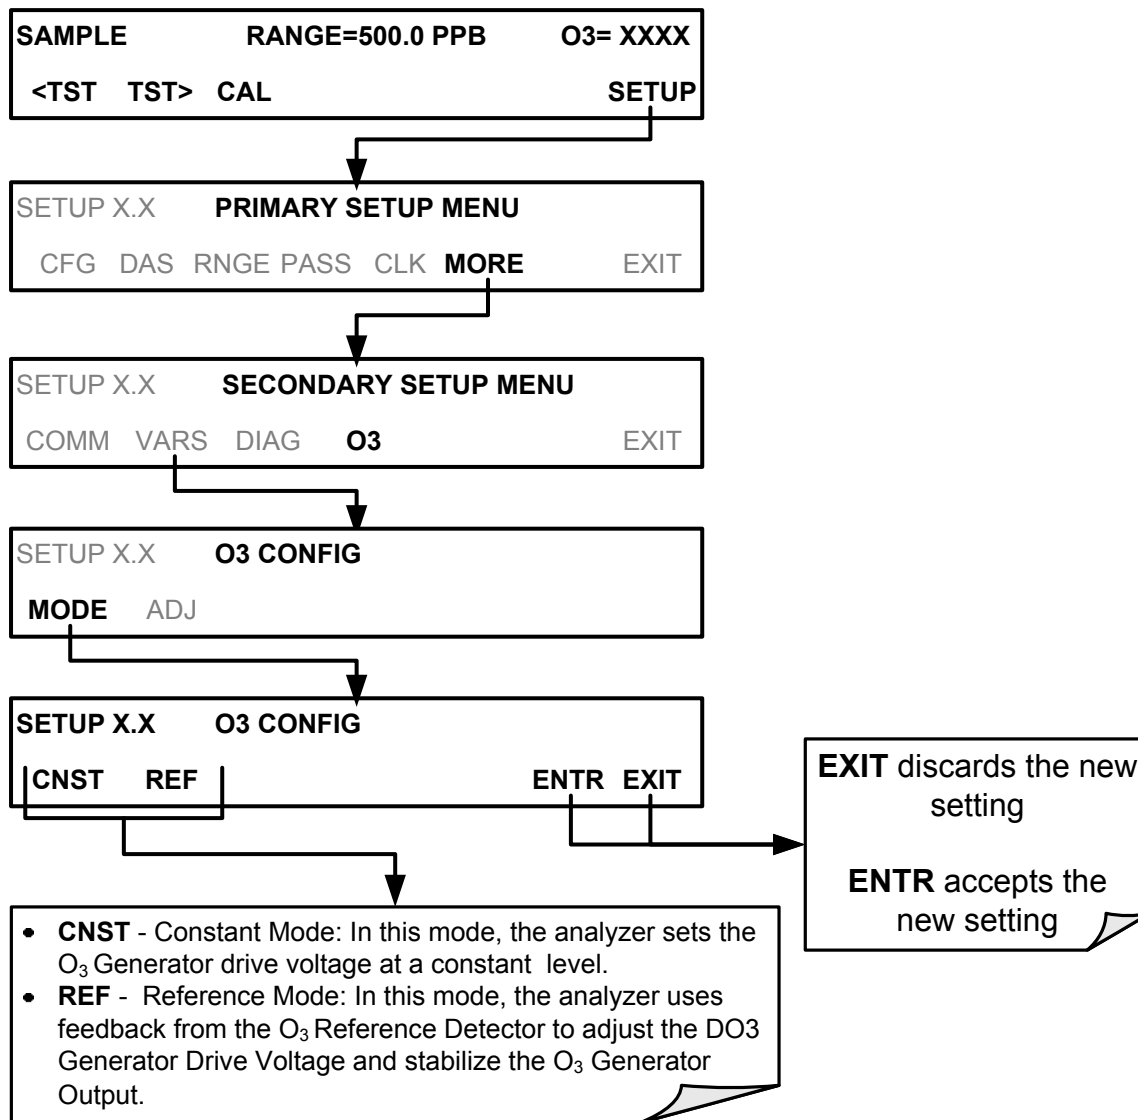 SAMPLE RANGE=500.0 PPB O3= XXXX
<TST TST> CAL SETUP
SETUP X.X PRIMARY SETUP MENU
CFG DAS RNGE PASS CLK MORE EXIT
SETUP X.X SECONDARY SETUP MENU
COMM VARS DIAG O3 EXIT
SETUP X.X O3 CONFIG
MODE ADJ
SETUP X.X O3 CONFIG
CNST REF ENTR EXIT
EXIT discards the new
setting
ENTR accepts the
new setting
• CNST - Constant Mode: In this mode, the analyzer sets the
O₃ Generator drive voltage at a constant level.
• REF - Reference Mode: In this mode, the analyzer uses
feedback from the O₃ Reference Detector to adjust the DO3
Generator Drive Voltage and stabilize the O₃ Generator
Output.